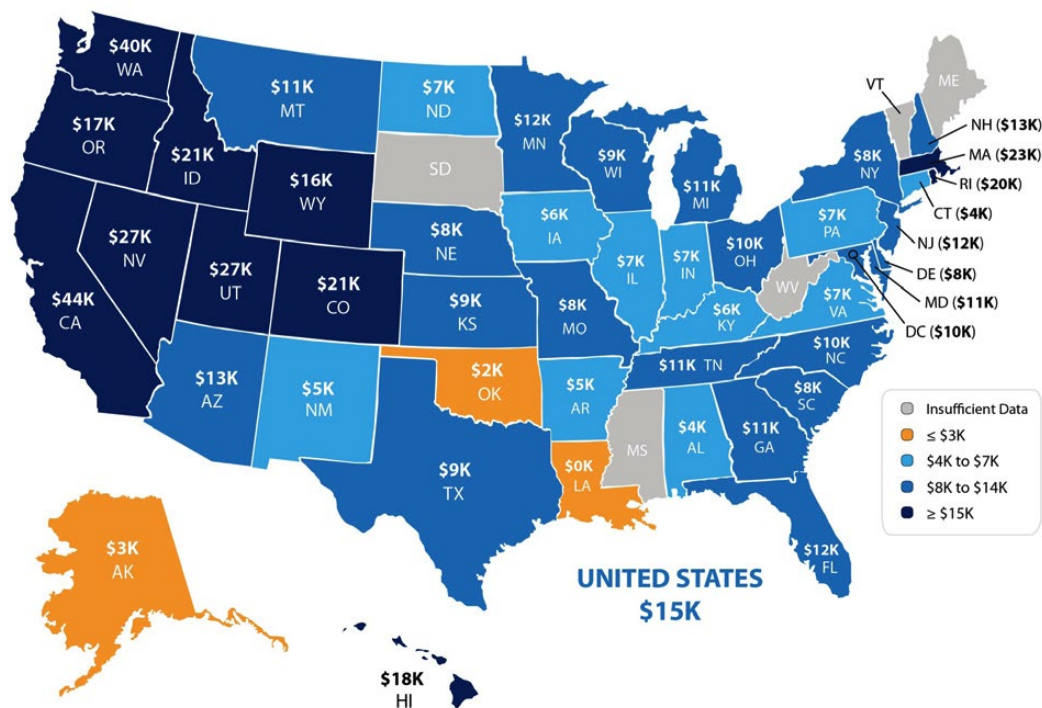 $40K
WA
$11K
MT
$7K
ND
$12K
MN
VT
ME
NH ($13K)
MA ($23K)
RI ($20K)
CT ($4K)
NJ ($12K)
DE ($8K)
MD ($11K)
DC ($10K)
$17K
OR
$21K
ID
$16K
WY
SD
$9K
WI
$11K
MI
$8K
NY
$27K
NV
$27K
UT
$21K
CO
$8K
NE
$6K
IA
$7K
IL
$7K
IN
$10K
OH
$7K
PA
WV
$7K
VA
$44K
CA
$9K
KS
$8K
MO
$6K
KY
$13K
AZ
$5K
NM
$2K
OK
$5K
AR
$11K TN
$10K
NC
$8K
SC
$9K
TX
$0K
LA
MS
$4K
AL
$11K
GA
$12K
FL
Insufficient Data
≤ $3K
$4K to $7K
$8K to $14K
≥ $15K
$3K
AK
$18K
HI
UNITED STATES
$15K